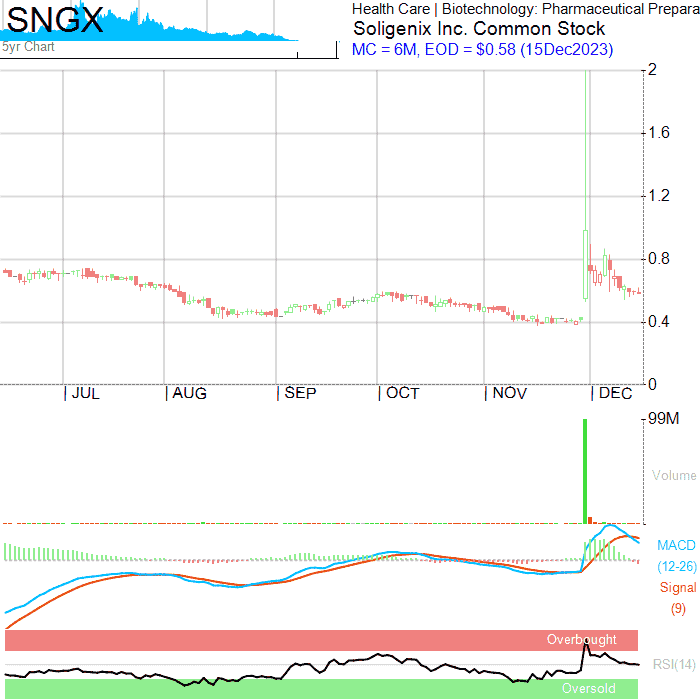 SNGX
Health Care | Biotechnology: Pharmaceutical Prepara
Soligenix Inc. Common Stock
5yr Chart
MC = 6M, EOD = $0.58 (15Dec2023)
2
1.6
1.2
0.8
0.4
0
JUL AUG SEP OCT NOV DEC
99M
Volume
MACD
(12-26)
Signal
(9)
Overbought
RSI(14)
Oversold